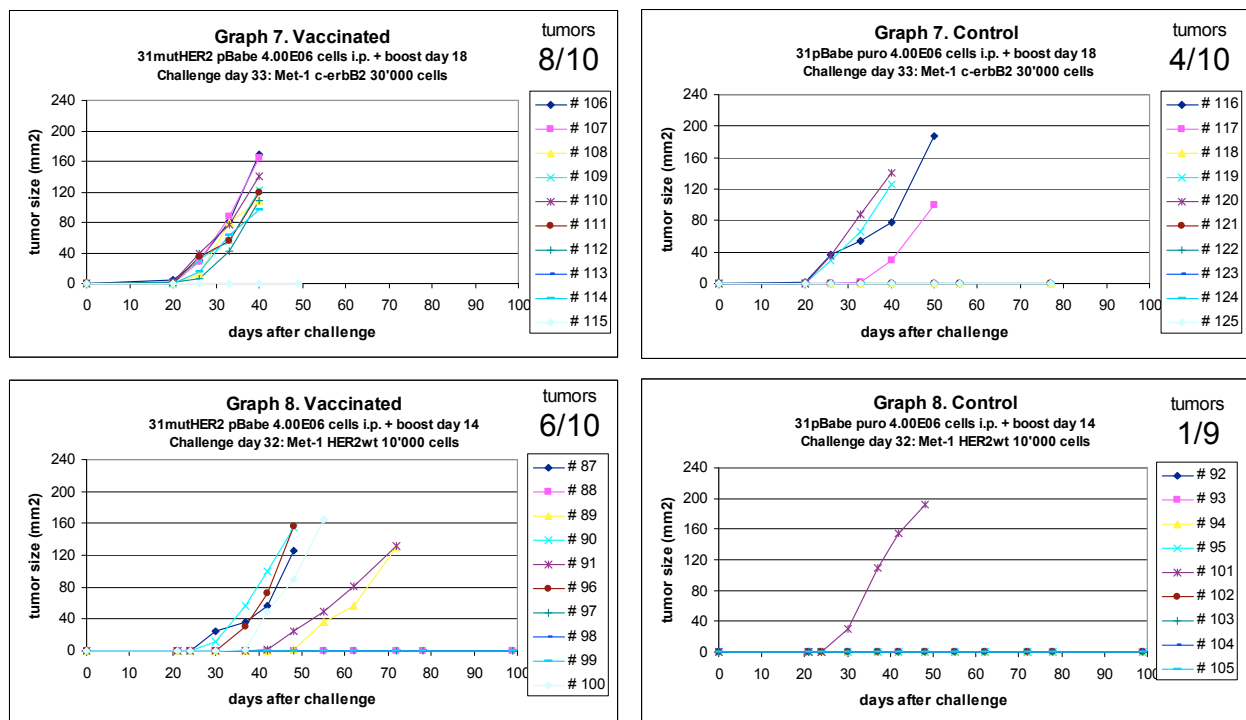 Graph 7. Vaccinated
31mutHER2 pBabe 4.00E06 cells i.p. + boost day 18
Challenge day 33: Met-1 c-erbB2 30'000 cells
tumors
8/10
240
200
160
120
80
40
0
tumor size (mm2)
0 10 20 30 40 50 60 70 80 90 100
days after challenge
# 106
# 107
# 108
# 109
# 110
# 111
# 112
# 113
# 114
# 115
Graph 7. Control
31pBabe puro 4.00E06 cells i.p. + boost day 18
Challenge day 33: Met-1 c-erbB2 30'000 cells
tumors
4/10
240
200
160
120
80
40
0
tumor size (mm2)
0 10 20 30 40 50 60 70 80 90 100
days after challenge
# 116
# 117
# 118
# 119
# 120
# 121
# 122
# 123
# 124
# 125
Graph 8. Vaccinated
31mutHER2 pBabe 4.00E06 cells i.p. + boost day 14
Challenge day 32: Met-1 HER2wt 10'000 cells
tumors
6/10
240
200
160
120
80
40
0
tumor size (mm2)
0 10 20 30 40 50 60 70 80 90 100
days after challenge
# 87
# 88
# 89
# 90
# 91
# 96
# 97
# 98
# 99
# 100
Graph 8. Control
31pBabe puro 4.00E06 cells i.p. + boost day 14
Challenge day 32: Met-1 HER2wt 10'000 cells
tumors
1/9
240
200
160
120
80
40
0
tumor size (mm2)
0 10 20 30 40 50 60 70 80 90 100
days after challenge
# 92
# 93
# 94
# 95
# 101
# 102
# 103
# 104
# 105